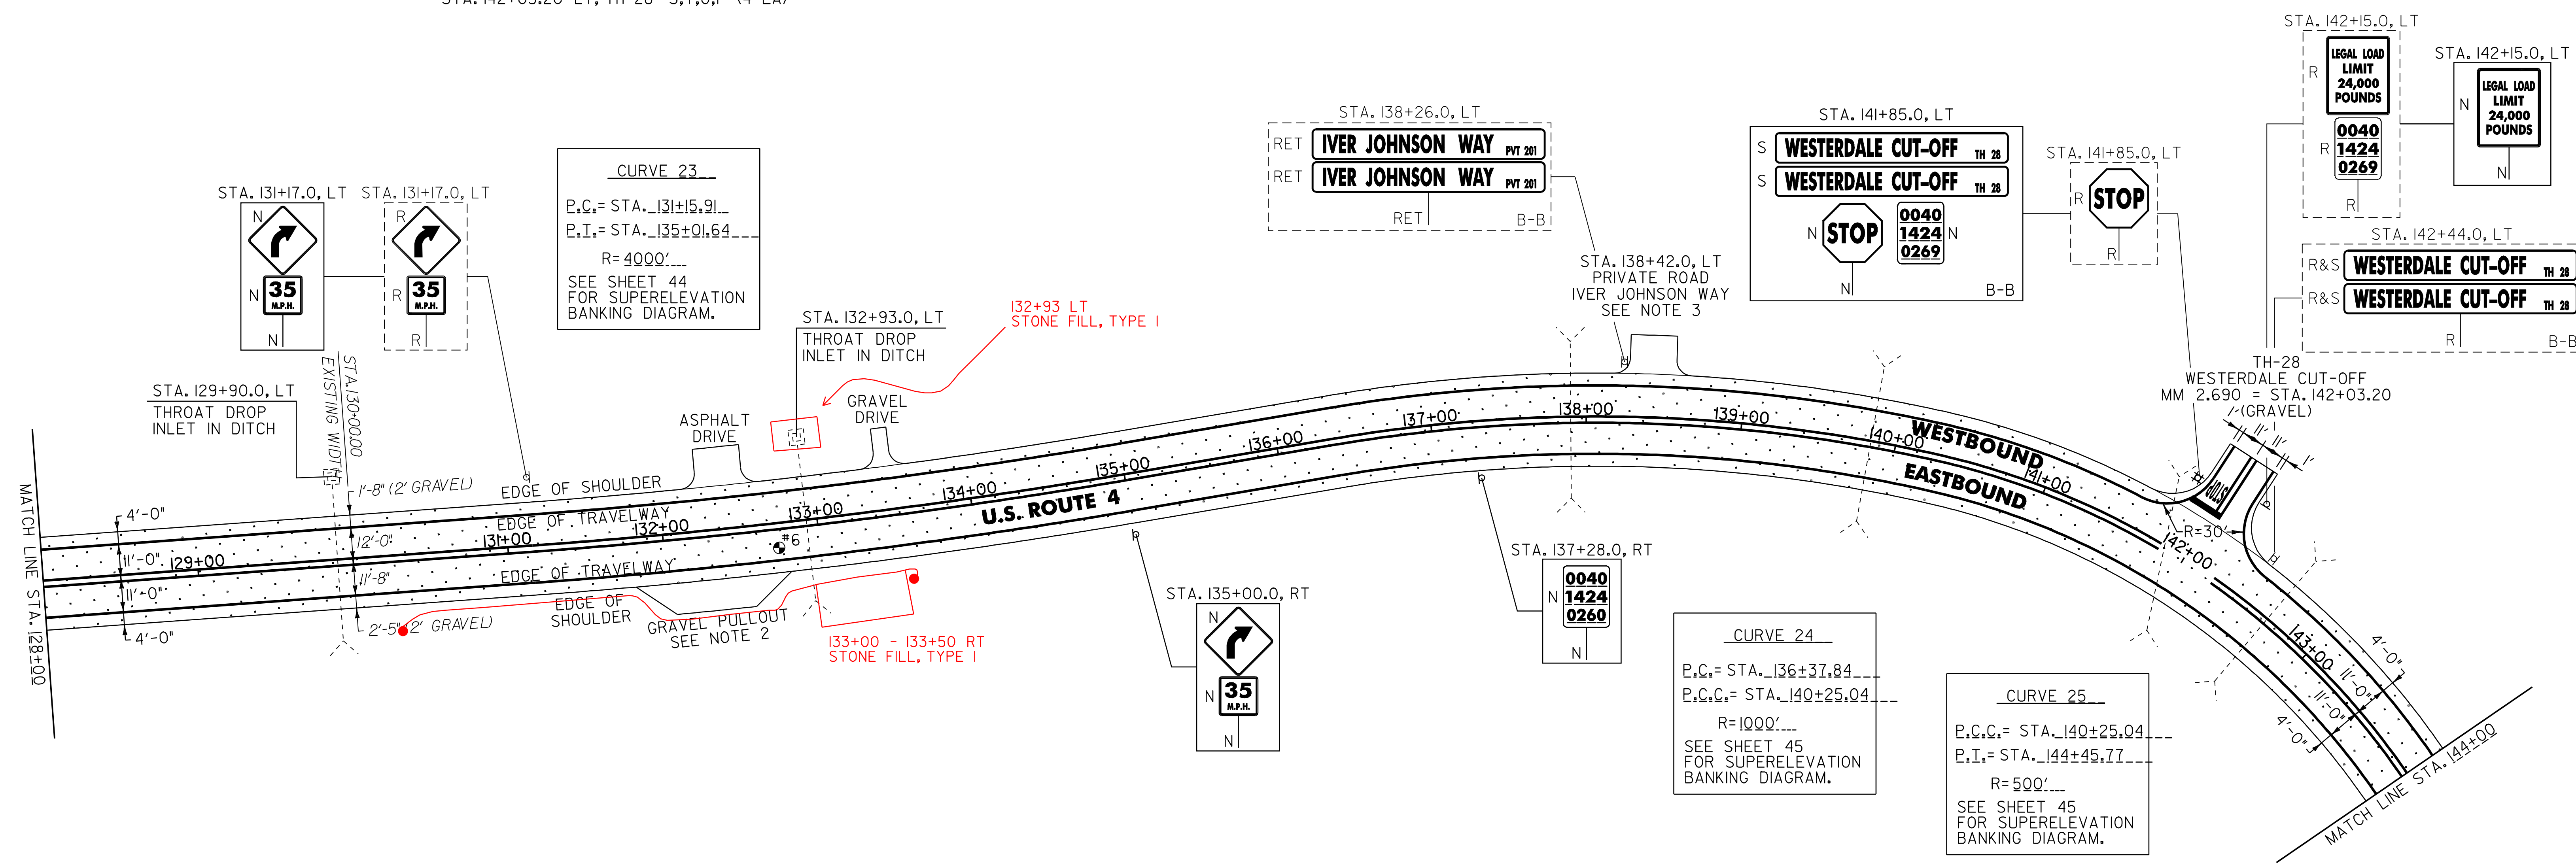 STA. 142+15.0, LT
R
LEGAL LOAD
LIMIT
24,000
POUNDS
R
0040
1424
0269
R
STA. 142+15.0, LT
N
LEGAL LOAD
LIMIT
24,000
POUNDS
N
STA. 138+26.0, LT
RET
IVER JOHNSON WAY PVT 201
RET
IVER JOHNSON WAY PVT 201
RET
B-B
STA. 141+85.0, LT
S
WESTERDALE CUT-OFF TH 28
S
WESTERDALE CUT-OFF TH 28
N
STOP
0040
1424
0269
N
N
B-B
STA. 141+85.0, LT
R
STOP
R
STA. 142+44.0, LT
R&S
WESTERDALE CUT-OFF TH 28
R&S
WESTERDALE CUT-OFF TH 28
R
B-B
STA. 131+17.0, LT
N
N
35
M.P.H.
N
STA. 131+17.0, LT
R
R
35
M.P.H.
R
CURVE 23
P.C.= STA. 131+15.91
P.T.= STA. 135+01.64
R= 4000'
SEE SHEET 44
FOR SUPERELEVATION
BANKING DIAGRAM.
STA. 138+42.0, LT
PRIVATE ROAD
IVER JOHNSON WAY
SEE NOTE 3
132+93 LT
STONE FILL, TYPE I
STA. 132+93.0, LT
THROAT DROP
INLET IN DITCH
STA. 129+90.0, LT
THROAT DROP
INLET IN DITCH
STA.130+00.00
EXISTING WIDTH
TH-28
WESTERDALE CUT-OFF
MM 2.690 = STA. 142+03.20
(GRAVEL)
1'
11'
11'
1'
ASPHALT
DRIVE
GRAVEL
DRIVE
MATCH LINE STA. 128+00
4'-0"
11'-0"
11'-0"
4'-0"
1'-8" (2' GRAVEL)
12'-0"
11'-8"
2'-5" (2' GRAVEL)
EDGE OF SHOULDER
EDGE OF TRAVELWAY
EDGE OF TRAVELWAY
EDGE OF
SHOULDER
129+00
131+00
132+00
133+00
134+00
135+00
136+00
137+00
138+00
139+00
140+00
141+00
142+00
143+00
#6
U.S. ROUTE 4
WESTBOUND
EASTBOUND
STOP
R=30'
GRAVEL PULLOUT
SEE NOTE 2
133+00 - 133+50 RT
STONE FILL, TYPE I
STA. 135+00.0, RT
N
N
35
M.P.H.
N
STA. 137+28.0, RT
N
0040
1424
0260
N
CURVE 24
P.C.= STA. 136+37.84
P.C.C.= STA. 140+25.04
R=1000'
SEE SHEET 45
FOR SUPERELEVATION
BANKING DIAGRAM.
CURVE 25
P.C.C.= STA. 140+25.04
P.T.= STA. 144+45.77
R=500'
SEE SHEET 45
FOR SUPERELEVATION
BANKING DIAGRAM.
4'-0"
11'-0"
11'-0"
4'-0"
MATCH LINE STA. 144+00